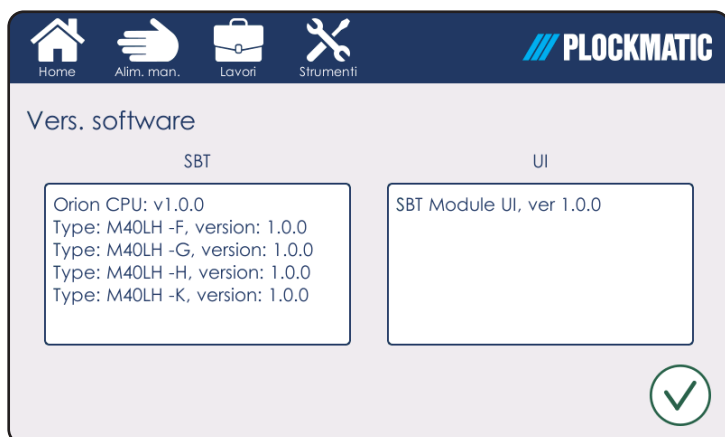 Home Alim. man. Lavori Strumenti PLOCKMATIC
Vers. software
SBT
Orion CPU: v1.0.0
Type: M40LH -F, version: 1.0.0
Type: M40LH -G, version: 1.0.0
Type: M40LH -H, version: 1.0.0
Type: M40LH -K, version: 1.0.0
UI
SBT Module UI, ver 1.0.0